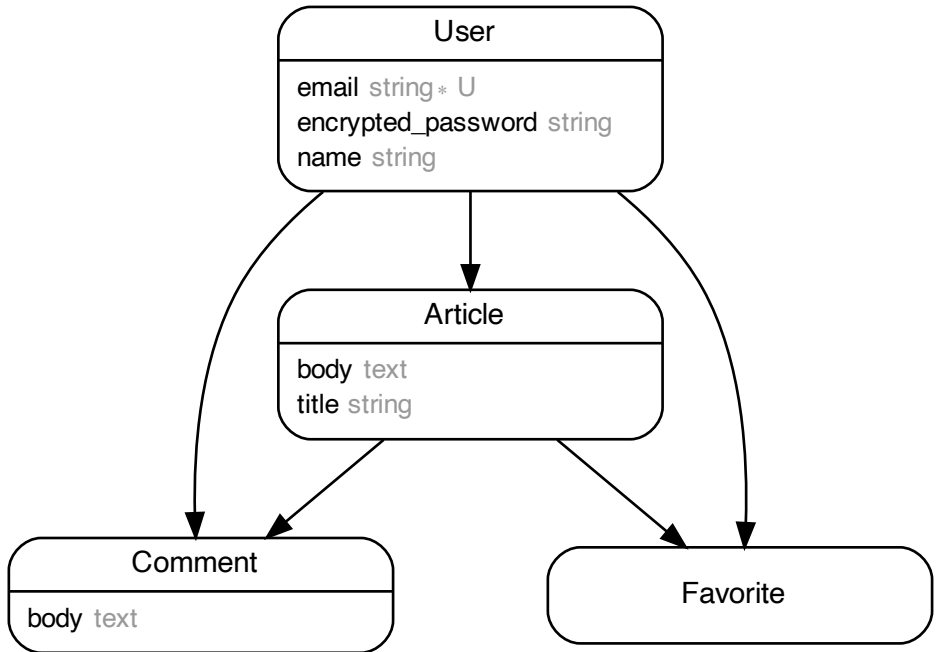 User
email string∗ U
encrypted_password string
name string
Article
body text
title string
Comment
body text
Favorite